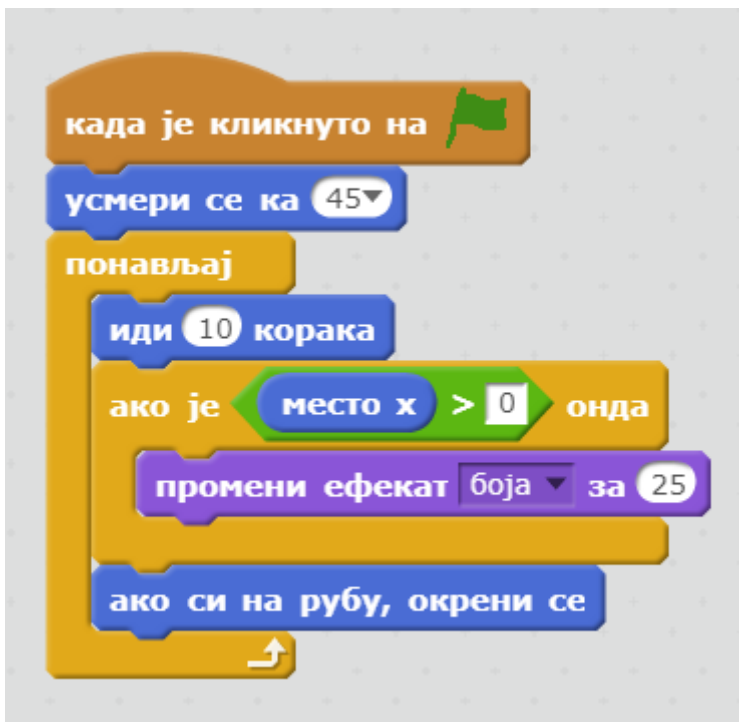 када је кликнуто на
усмери се ка 45
понављај
иди 10 корака
ако је место x > 0 онда
промени ефекат боја за 25
ако си на рубу, окрени се